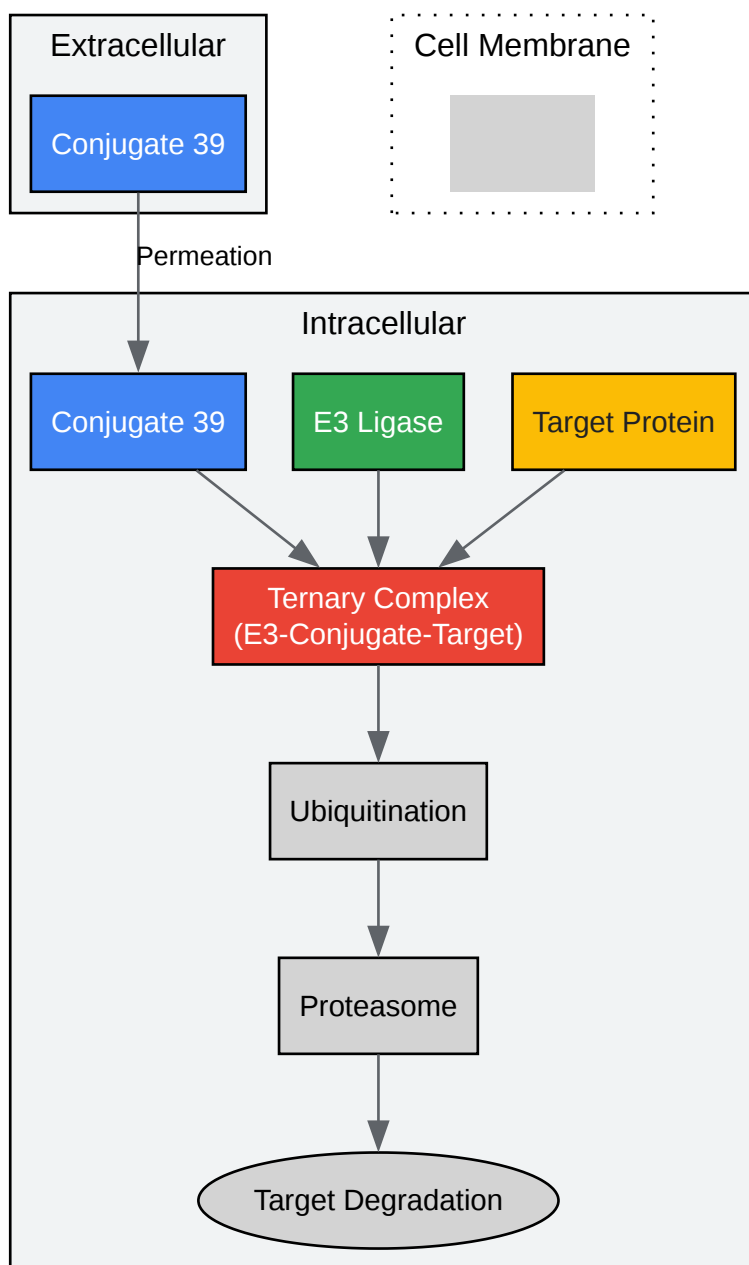 Extracellular
Cell Membrane
Conjugate 39
Permeation
Intracellular
Conjugate 39
E3 Ligase
Target Protein
Ternary Complex
(E3-Conjugate-Target)
Ubiquitination
Proteasome
Target Degradation